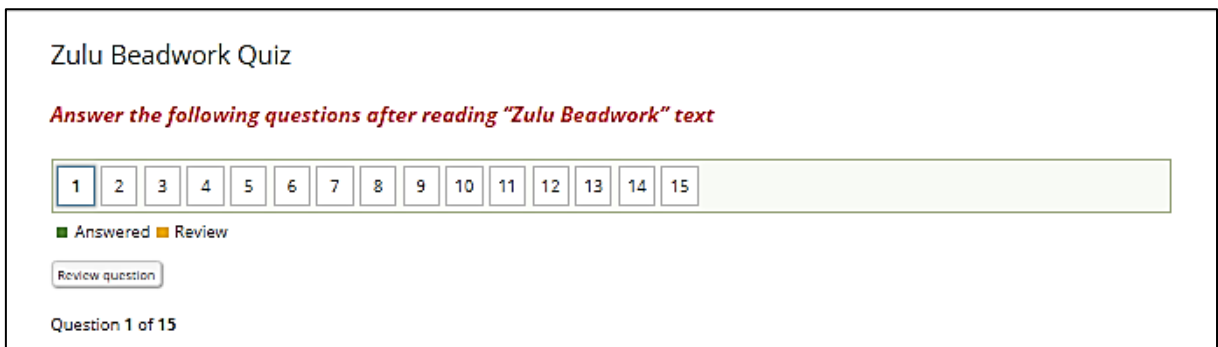 Zulu Beadwork Quiz
Answer the following questions after reading “Zulu Beadwork” text
1 2 3 4 5 6 7 8 9 10 11 12 13 14 15
Answered Review
Review question
Question 1 of 15